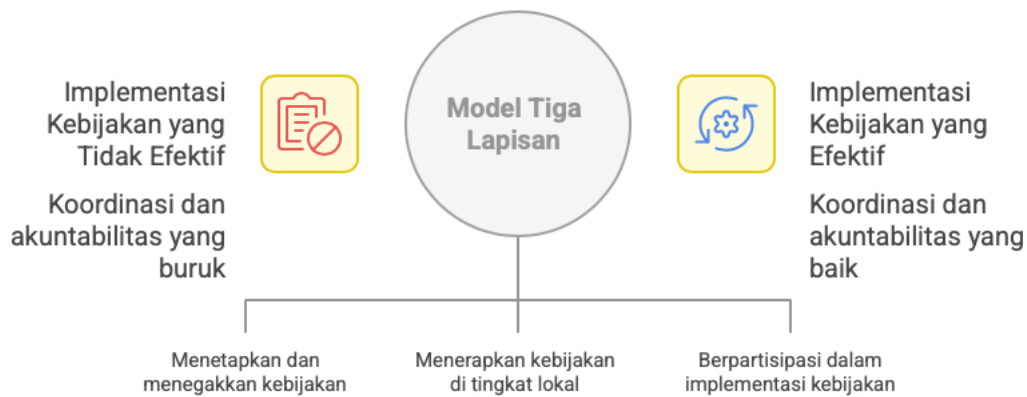 Implementasi
Kebijakan yang
Tidak Efektif
Koordinasi dan
akuntabilitas yang
buruk
Model Tiga
Lapisan
Implementasi
Kebijakan yang
Efektif
Koordinasi dan
akuntabilitas yang
baik
Menetapkan dan
menegakkan kebijakan
Menerapkan kebijakan
di tingkat lokal
Berpartisipasi dalam
implementasi kebijakan